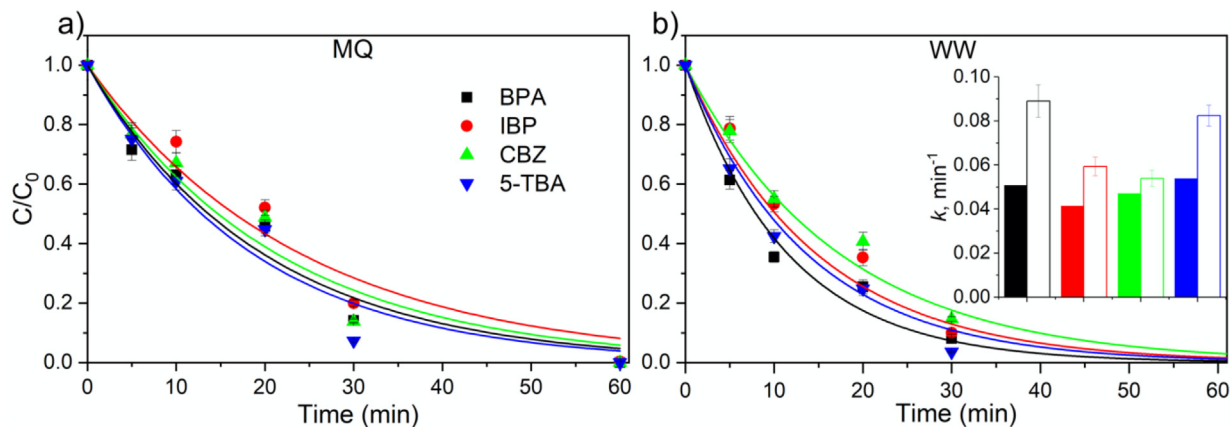 a)
MQ
BPA
IBP
CBZ
5-TBA
C/C₀
1.0
0.8
0.6
0.4
0.2
0.0
0 10 20 30 40 50 60
Time (min)
b)
WW
1.0
0.8
0.6
0.4
0.2
0.0
0 10 20 30 40 50 60
Time (min)
k, min⁻¹
0.10
0.08
0.06
0.04
0.02
0.00